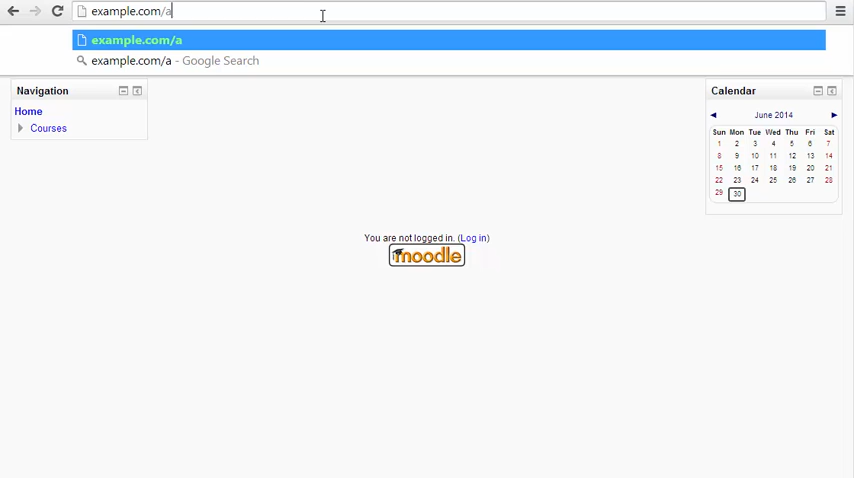 example.com/a
example.com/a
example.com/a - Google Search
Navigation
Home
Courses
Calendar
◄ June 2014 ►
Sun Mon Tue Wed Thu Fri Sat
1 2 3 4 5 6 7
8 9 10 11 12 13 14
15 16 17 18 19 20 21
22 23 24 25 26 27 28
29 30
You are not logged in. (Log in)
moodle